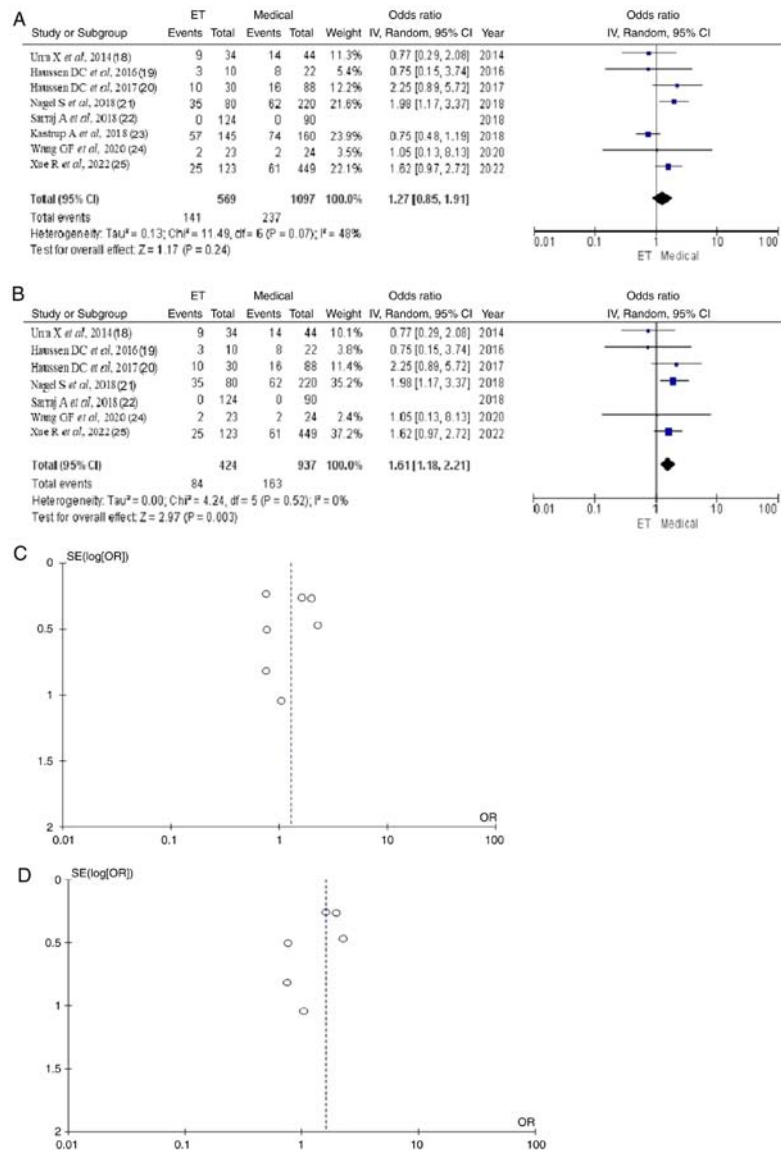 A
ET Medical Odds ratio Odds ratio
Study or Subgroup Events Total Events Total Weight IV, Random, 95% CI Year IV, Random, 95% CI
Urra X et al, 2014 (18) 9 34 14 44 11.3% 0.77 [0.29, 2.08] 2014
Haussen DC et al, 2016 (19) 3 10 8 22 5.4% 0.75 [0.15, 3.74] 2016
Haussen DC et al, 2017 (20) 10 30 16 88 12.2% 2.25 [0.89, 5.72] 2017
Nagel S et al, 2018 (21) 35 80 62 220 21.6% 1.98 [1.17, 3.37] 2018
Sarraj A et al, 2018 (22) 0 124 0 90 2018
Kastrup A et al, 2018 (23) 57 145 74 160 23.9% 0.75 [0.48, 1.19] 2018
Wang GF et al, 2020 (24) 2 23 2 24 3.5% 1.05 [0.13, 8.13] 2020
Xue R et al, 2022 (25) 25 123 61 449 22.1% 1.62 [0.97, 2.72] 2022
Total (95% CI) 569 1097 100.0% 1.27 [0.85, 1.91]
Total events 141 237
Heterogeneity: Tau² = 0.13; Chi² = 11.49, df = 6 (P = 0.07); I² = 48%
Test for overall effect: Z = 1.17 (P = 0.24)
0.01 0.1 1 10 100
ET Medical
B
ET Medical Odds ratio Odds ratio
Study or Subgroup Events Total Events Total Weight IV, Random, 95% CI Year IV, Random, 95% CI
Urra X et al, 2014 (18) 9 34 14 44 10.1% 0.77 [0.29, 2.08] 2014
Haussen DC et al, 2016 (19) 3 10 8 22 3.8% 0.75 [0.15, 3.74] 2016
Haussen DC et al, 2017 (20) 10 30 16 88 11.4% 2.25 [0.89, 5.72] 2017
Nagel S et al, 2018 (21) 35 80 62 220 35.2% 1.98 [1.17, 3.37] 2018
Sarraj A et al, 2018 (22) 0 124 0 90 2018
Wang GF et al, 2020 (24) 2 23 2 24 2.4% 1.05 [0.13, 8.13] 2020
Xue R et al, 2022 (25) 25 123 61 449 37.2% 1.62 [0.97, 2.72] 2022
Total (95% CI) 424 937 100.0% 1.61 [1.18, 2.21]
Total events 84 163
Heterogeneity: Tau² = 0.00; Chi² = 4.24, df = 5 (P = 0.52); I² = 0%
Test for overall effect: Z = 2.97 (P = 0.003)
0.01 0.1 1 10 100
ET Medical
C
SE(log[OR])
0
0.5
1
1.5
2
OR
0.01 0.1 1 10 100
D
SE(log[OR])
0
0.5
1
1.5
2
OR
0.01 0.1 1 10 100